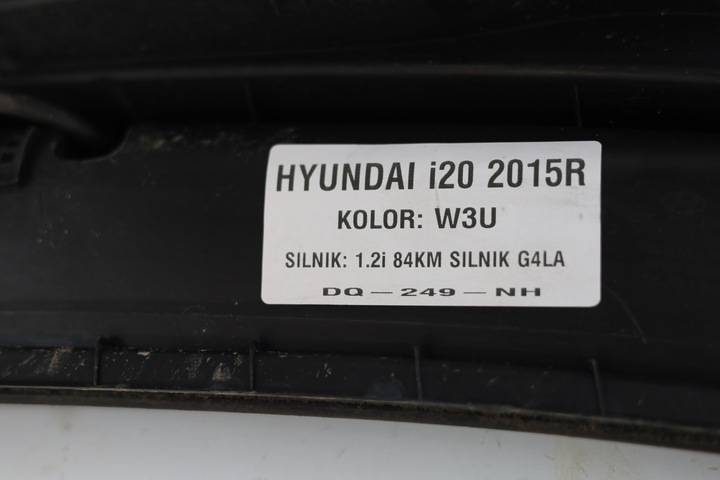 HYUNDAI i20 2015R
KOLOR: W3U
SILNIK: 1.2i 84KM SILNIK G4LA
DQ-249-NH